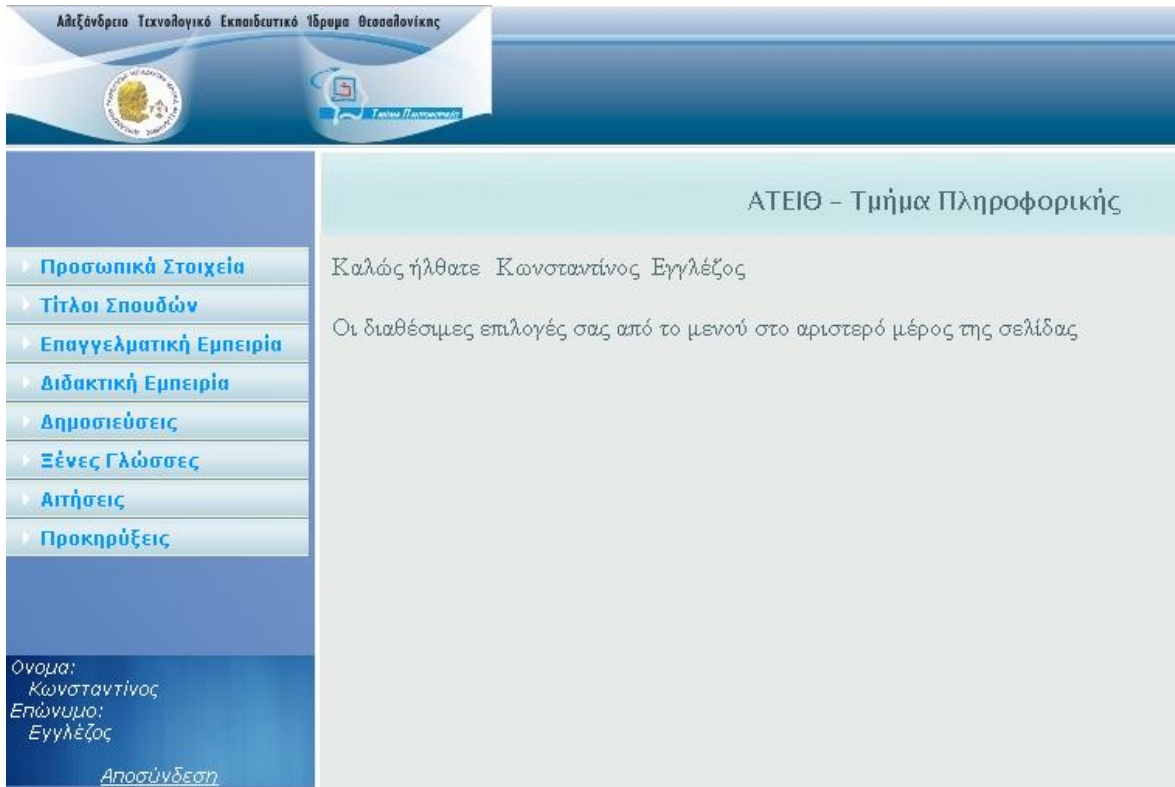 Αλεξάνδρειο Τεχνολογικό Εκπαιδευτικό Ίδρυμα Θεσσαλονίκης
Τμήμα Πληροφορικής
ΑΤΕΙΘ – Τμήμα Πληροφορικής
Προσωπικά Στοιχεία
Τίτλοι Σπουδών
Επαγγελματική Εμπειρία
Διδακτική Εμπειρία
Δημοσιεύσεις
Ξένες Γλώσσες
Αιτήσεις
Προκηρύξεις
Καλώς ήλθατε Κωνσταντίνος Εγγλέζος
Οι διαθέσιμες επιλογές σας από το μενού στο αριστερό μέρος της σελίδας
Ονομα:
Κωνσταντίνος
Επώνυμο:
Εγγλέζος
Αποσύνδεση